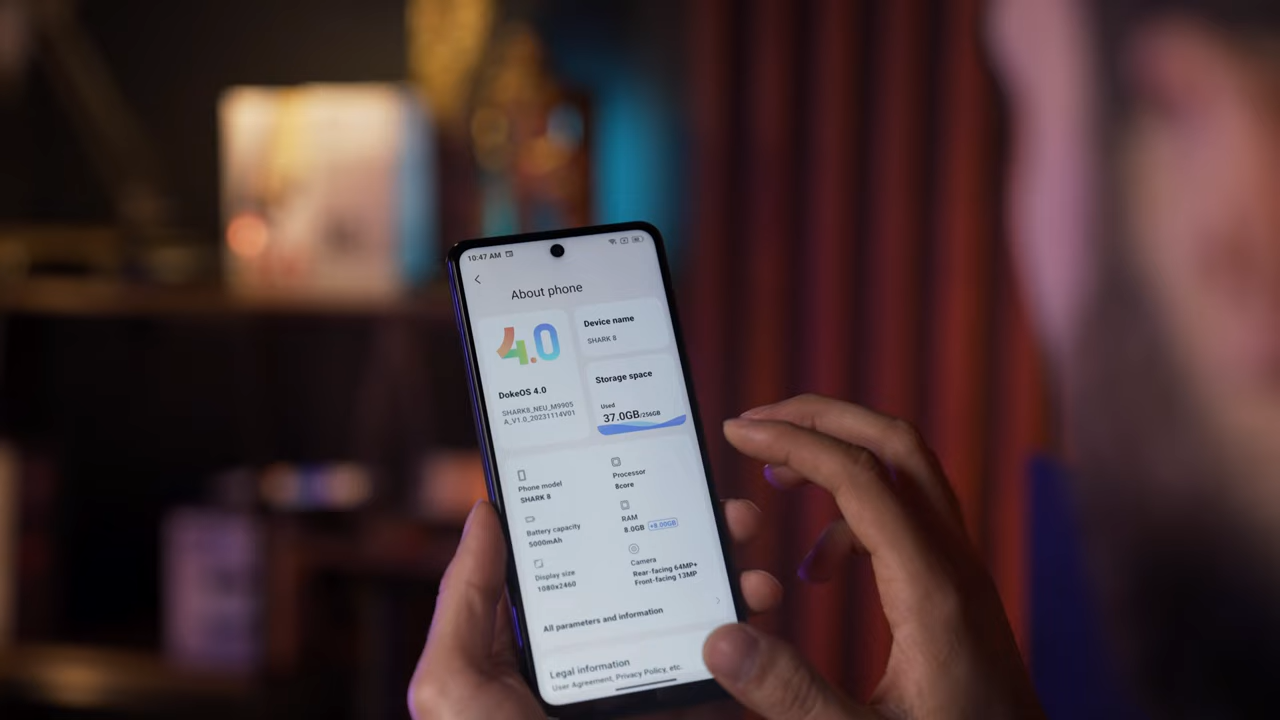 10:47 AM
About phone
4.0
DokeOS 4.0
SHARK8_NEU_M9905
A_V1.0_20231114V01
Device name
SHARK 8
Storage space
Used
37.0GB/256GB
Phone model
SHARK 8
Processor
8core
Battery capacity
5000mAh
RAM
8.0GB +8.00GB
Display size
1080x2460
Camera
Rear-facing 64MP+
Front-facing 13MP
All parameters and information
Legal information
User Agreement, Privacy Policy, etc.